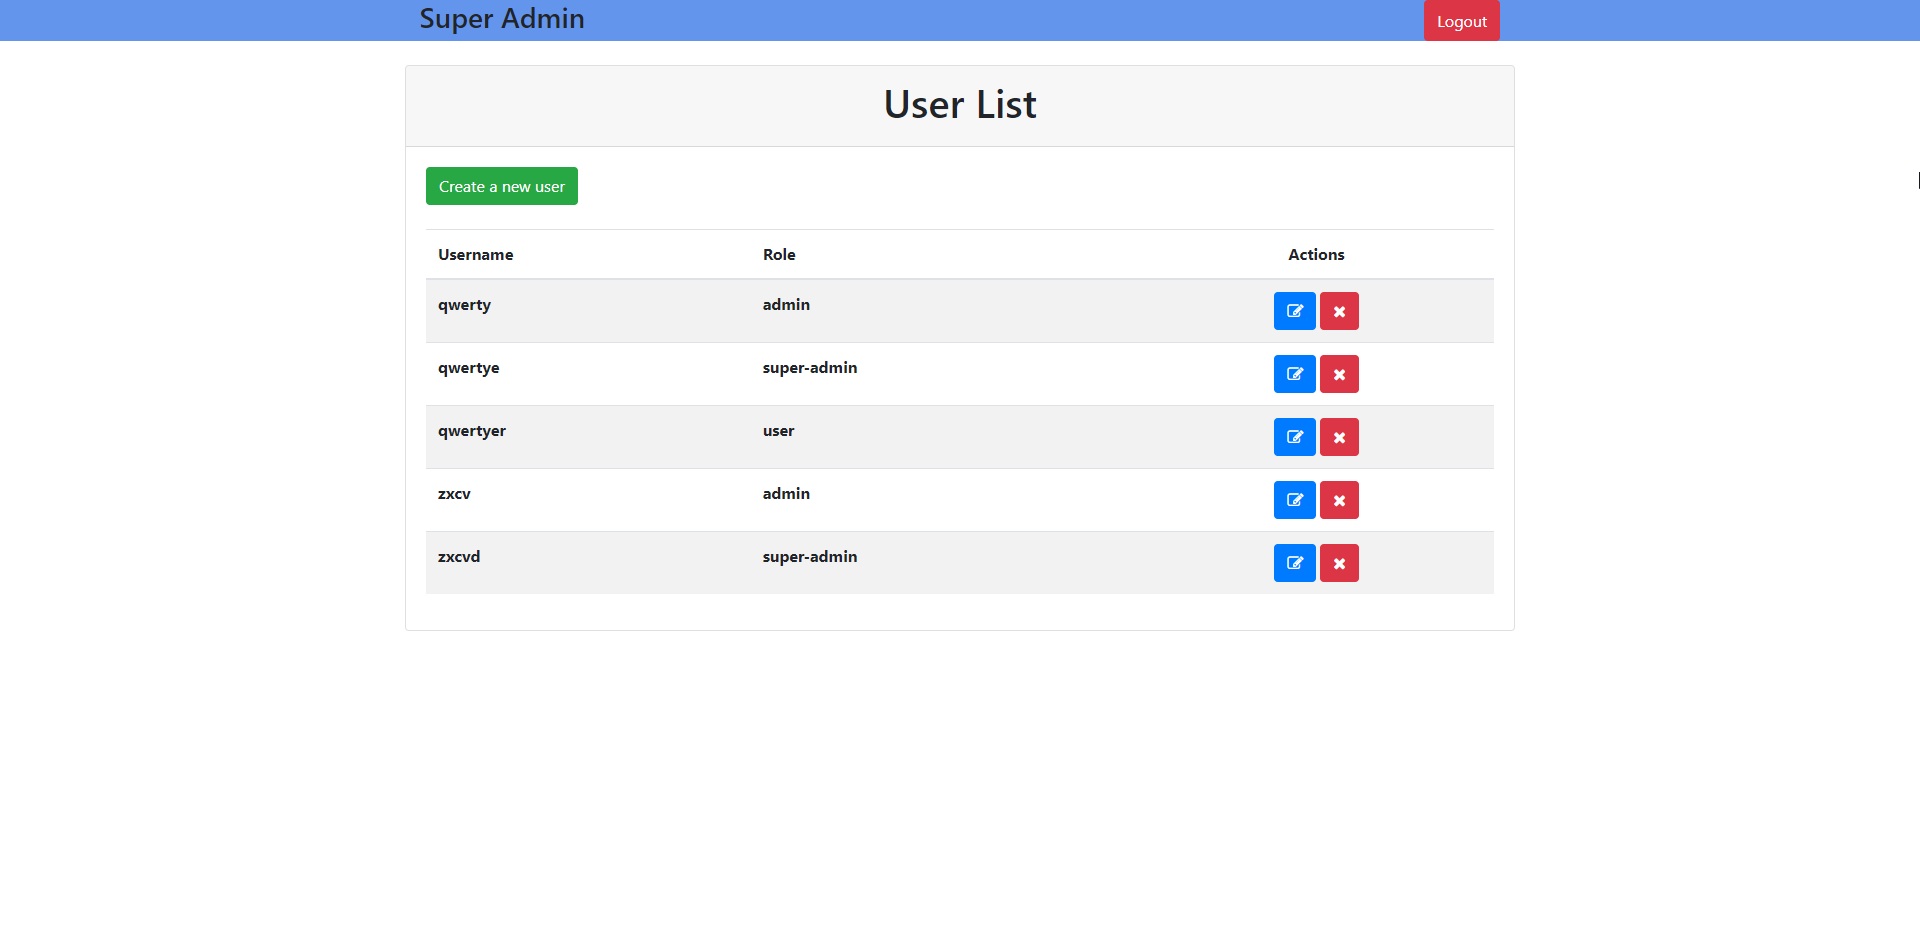 Super Admin Logout
User List
Create a new user
Username Role Actions
qwerty admin
qwertye super-admin
qwertyer user
zxcv admin
zxcvd super-admin